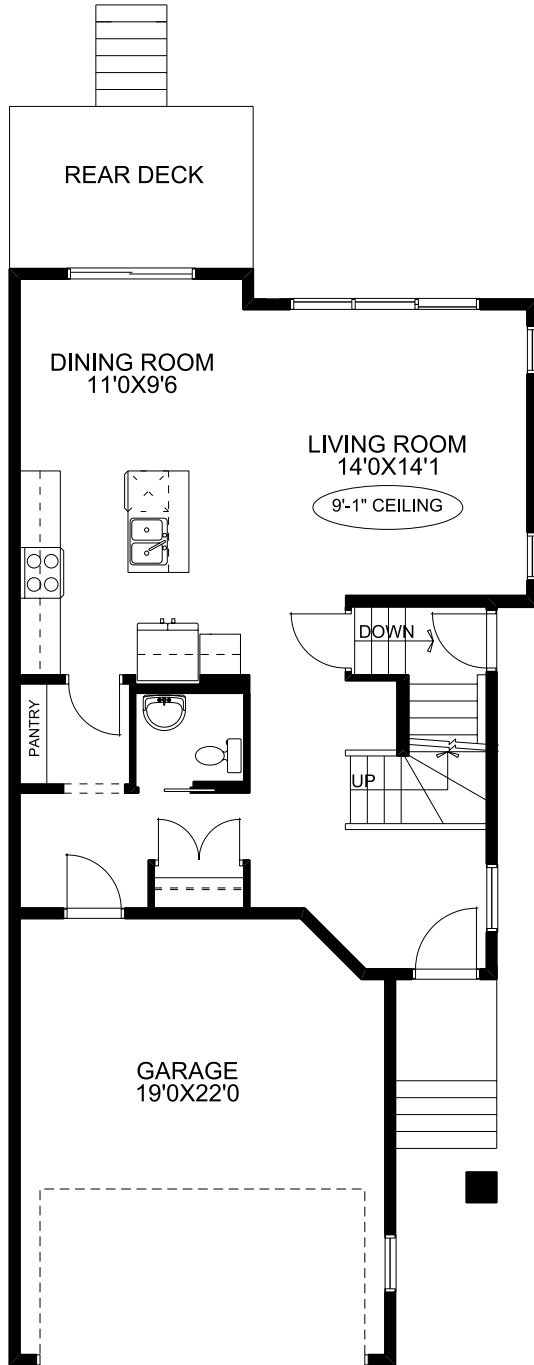 REAR DECK
DINING ROOM
11'0X9'6
LIVING ROOM
14'0X14'1
9'-1" CEILING
DOWN
PANTRY
UP
GARAGE
19'0X22'0